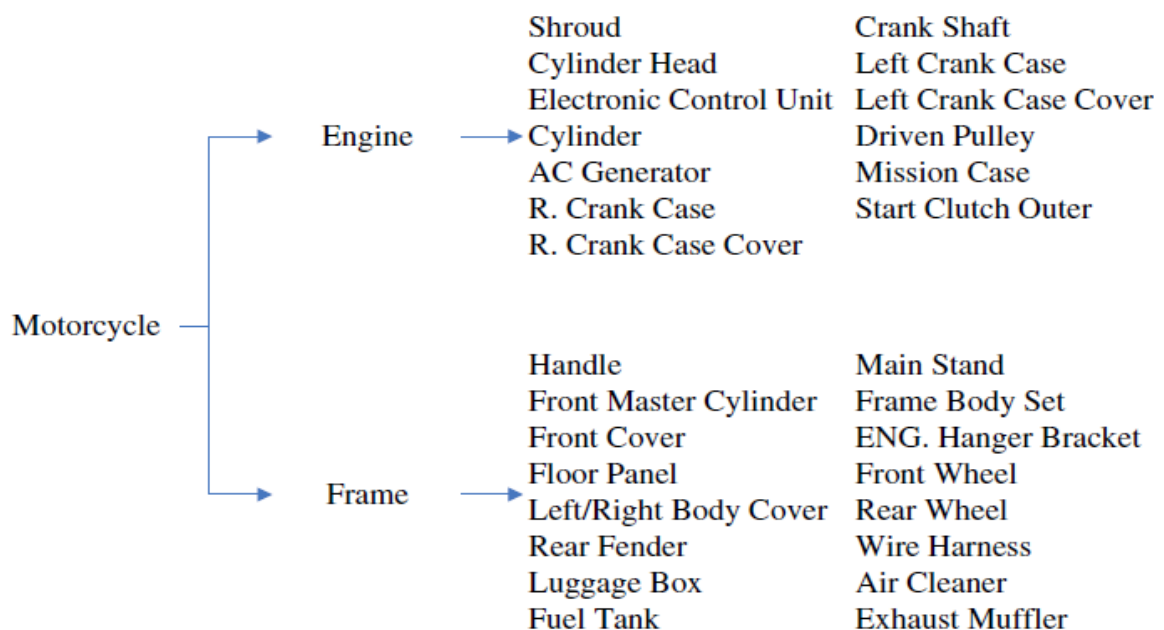 Shroud
Cylinder Head
Electronic Control Unit
Cylinder
AC Generator
R. Crank Case
R. Crank Case Cover
Crank Shaft
Left Crank Case
Left Crank Case Cover
Driven Pulley
Mission Case
Start Clutch Outer
Engine
Motorcycle
Frame
Handle
Front Master Cylinder
Front Cover
Floor Panel
Left/Right Body Cover
Rear Fender
Luggage Box
Fuel Tank
Main Stand
Frame Body Set
ENG. Hanger Bracket
Front Wheel
Rear Wheel
Wire Harness
Air Cleaner
Exhaust Muffler